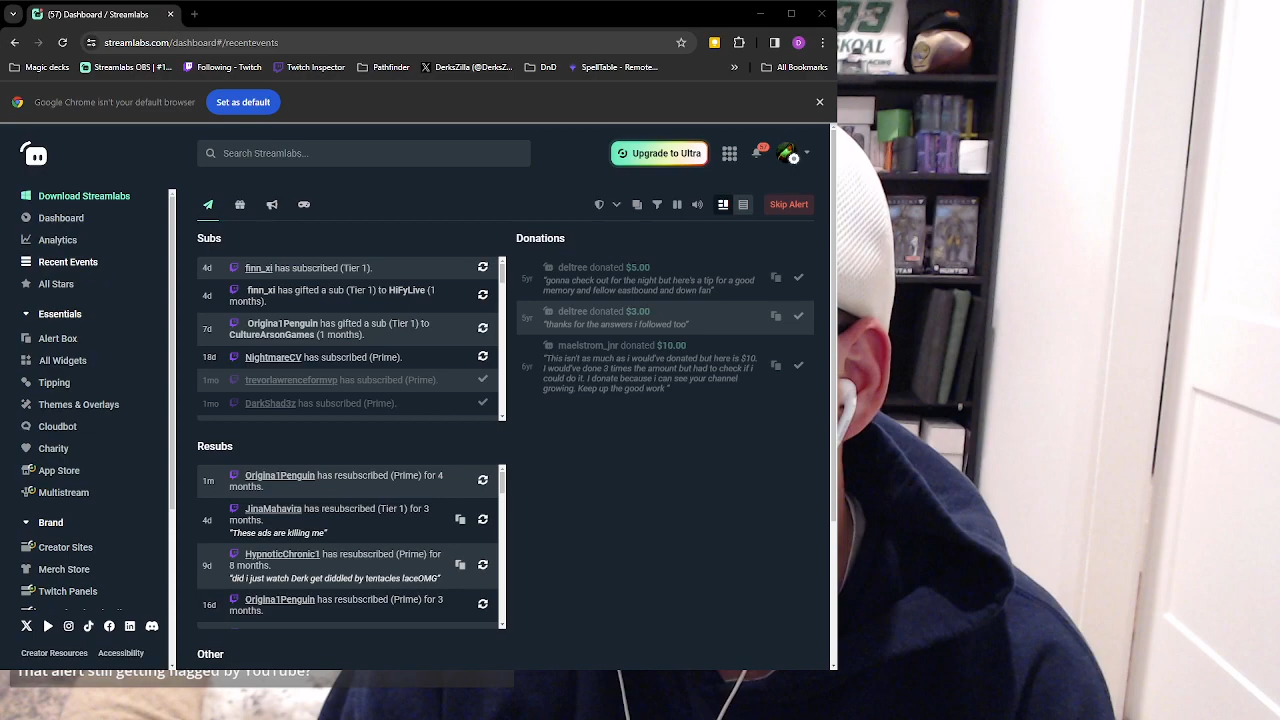 (57) Dashboard / Streamlabs
streamlabs.com/dashboard#/recentevents
Magic decks
Streamlabs OBS | ...
Following - Twitch
Twitch Inspector
Pathfinder
DerksZilla (@DerksZ...
DnD
SpellTable - Remote...
»
All Bookmarks
Google Chrome isn't your default browser
Set as default
Search Streamlabs...
Upgrade to Ultra
57
Download Streamlabs
Dashboard
Analytics
Recent Events
All Stars
Essentials
Alert Box
All Widgets
Tipping
Themes & Overlays
Cloudbot
Charity
App Store
Multistream
Brand
Creator Sites
Merch Store
Twitch Panels
Creator Resources Accessibility
Skip Alert
Subs
4d finn_xl has subscribed (Tier 1).
4d finn_xl has gifted a sub (Tier 1) to HiFyLive (1
months).
7d Origina1Penguin has gifted a sub (Tier 1) to
CultureArsonGames (1 months).
18d NightmareCV has subscribed (Prime).
1mo trevorlawrenceformvp has subscribed (Prime).
1mo DarkShad3z has subscribed (Prime).
Resubs
1m Origina1Penguin has resubscribed (Prime) for 4
months.
4d JicaMahavira has resubscribed (Tier 1) for 3
months.
"These ads are killing me"
9d HypnoticChronic1 has resubscribed (Prime) for
8 months.
"did i just watch Derk get diddled by tentacles laceOMG"
16d Origina1Penguin has resubscribed (Prime) for 3
months.
Other
Donations
5yr deltree donated $5.00
"gonna check out for the night but here's a tip for a good
memory and fellow eastbound and down fan"
5yr deltree donated $3.00
"thanks for the answers i followed too"
6yr maelstrom_jnr donated $10.00
"This isn't as much as i would've donated but here is $10.
I would've done 3 times the amount but had to check if i
could do it. I donate because i can see your channel
growing. Keep up the good work "
33
SKOAL
RACING
TITAN
HUNTER
That alert still getting flagged by YouTube?